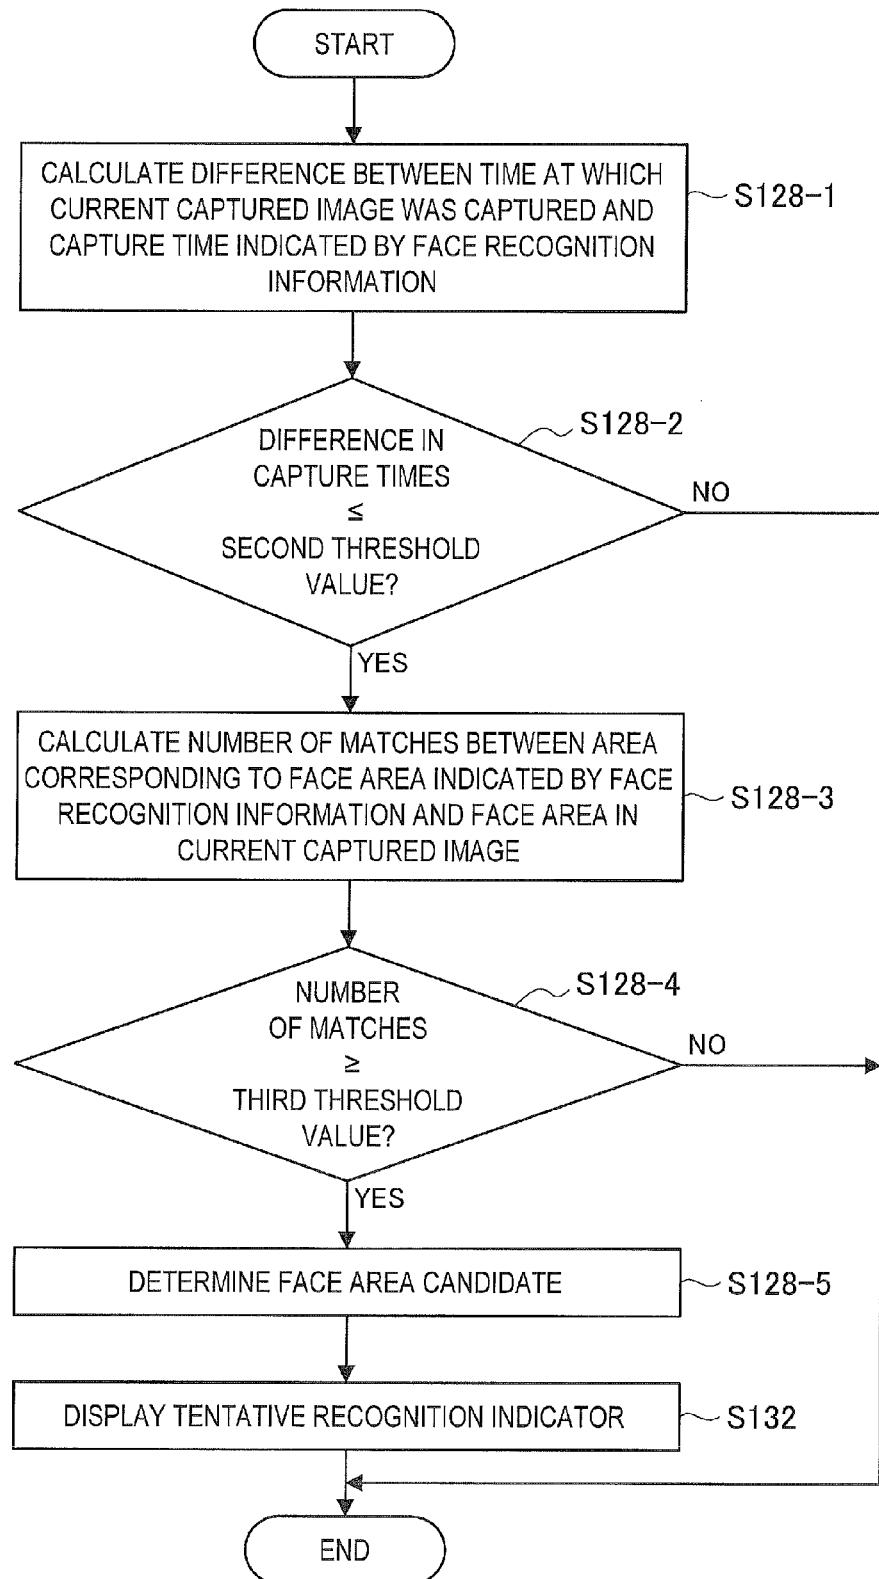 START
CALCULATE DIFFERENCE BETWEEN TIME AT WHICH
CURRENT CAPTURED IMAGE WAS CAPTURED AND
CAPTURE TIME INDICATED BY FACE RECOGNITION
INFORMATION
S128-1
DIFFERENCE IN
CAPTURE TIMES
≤
SECOND THRESHOLD
VALUE?
S128-2
NO
YES
CALCULATE NUMBER OF MATCHES BETWEEN AREA
CORRESPONDING TO FACE AREA INDICATED BY FACE
RECOGNITION INFORMATION AND FACE AREA IN
CURRENT CAPTURED IMAGE
S128-3
NUMBER
OF MATCHES
≥
THIRD THRESHOLD
VALUE?
S128-4
NO
YES
DETERMINE FACE AREA CANDIDATE
S128-5
DISPLAY TENTATIVE RECOGNITION INDICATOR
S132
END